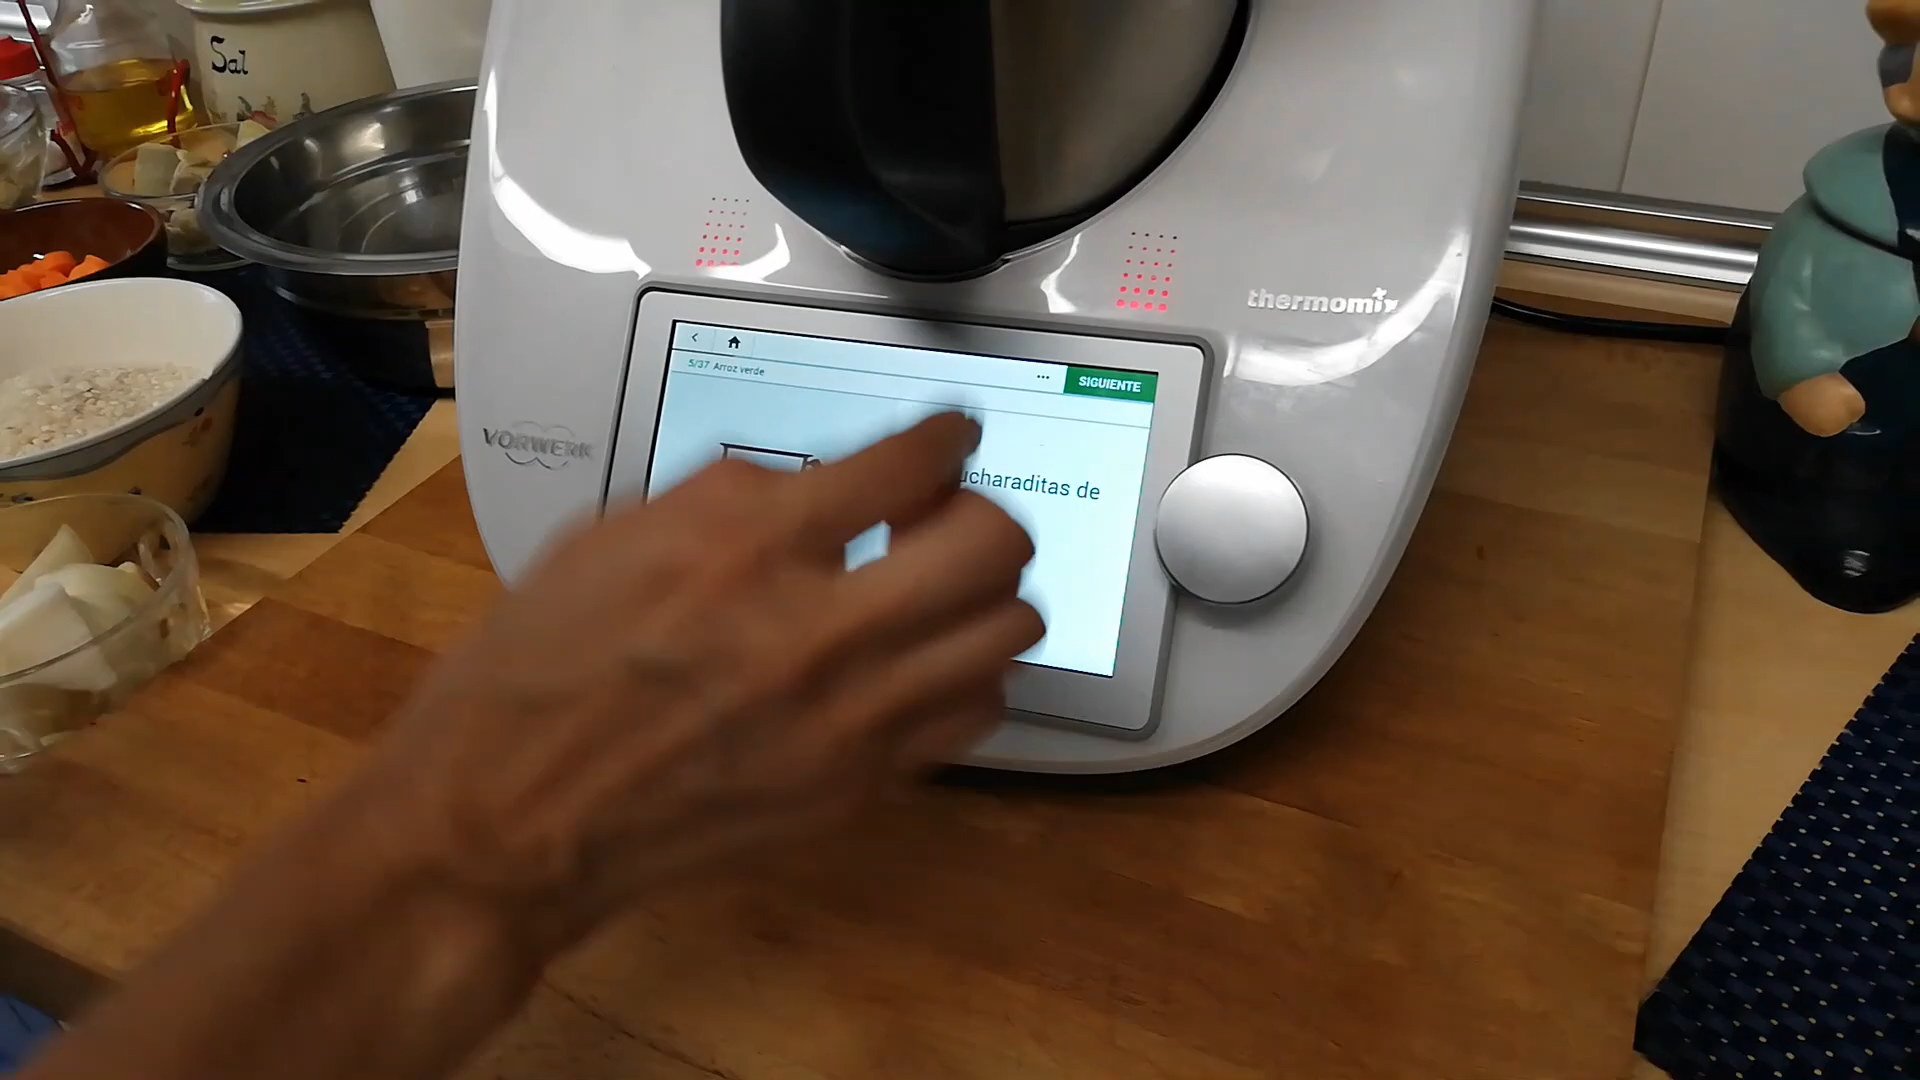 Sal
thermomix
VORWERK
5/37 Arroz verde
SIGUIENTE
ucharaditas de